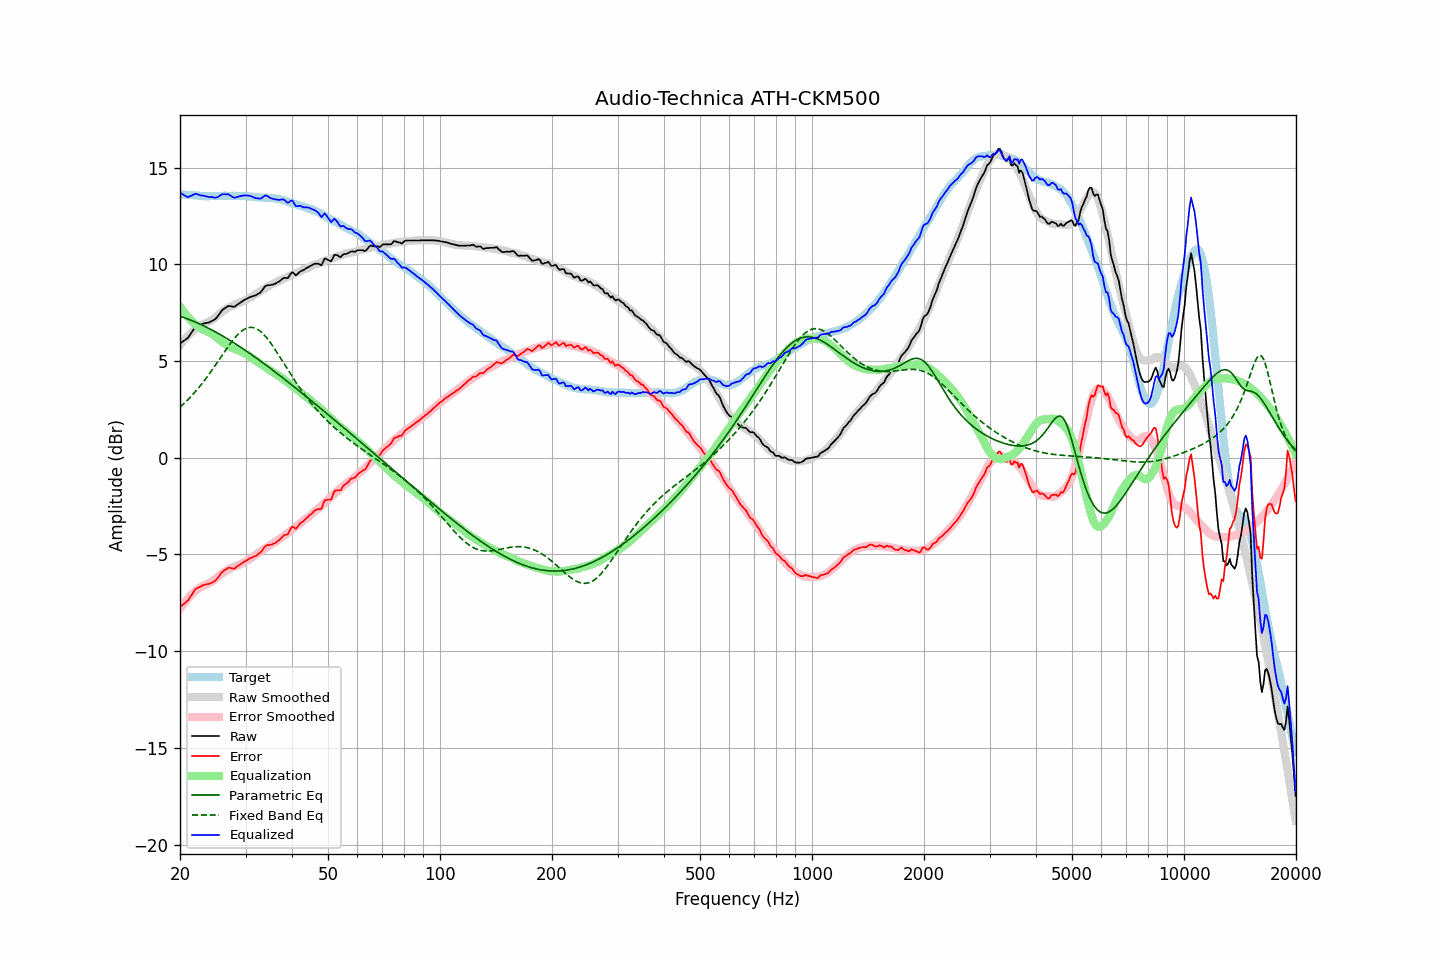 Audio-Technica ATH-CKM500
Amplitude (dBr)
15
10
5
0
−5
−10
−15
−20
Target
Raw Smoothed
Error Smoothed
Raw
Error
Equalization
Parametric Eq
Fixed Band Eq
Equalized
20 50 100 200 500 1000 2000 5000 10000 20000
Frequency (Hz)